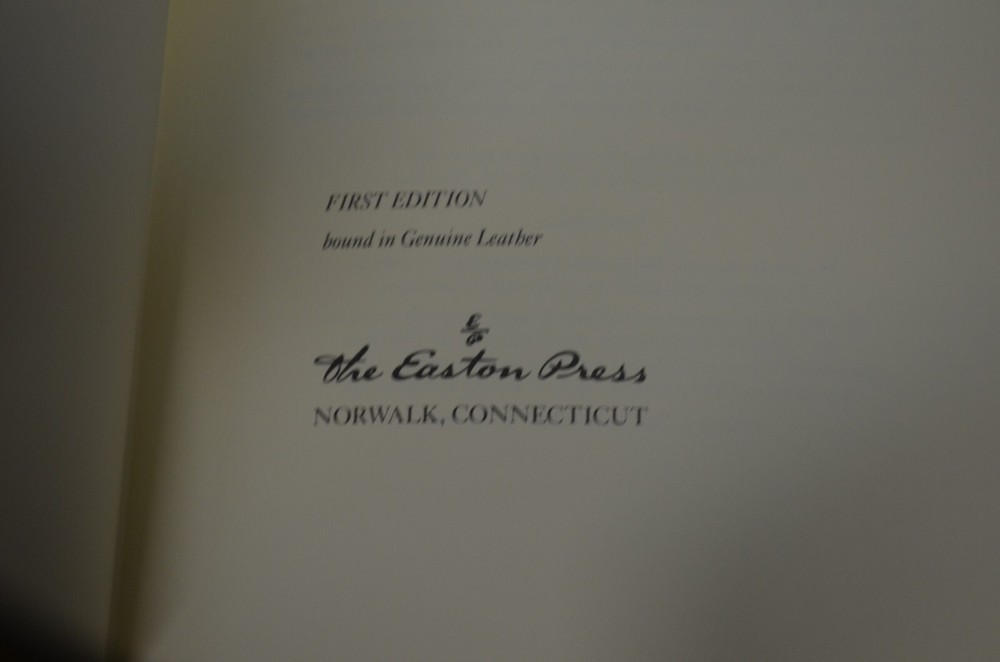 FIRST EDITION
bound in Genuine Leather
E
P
The Easton Press
NORWALK, CONNECTICUT